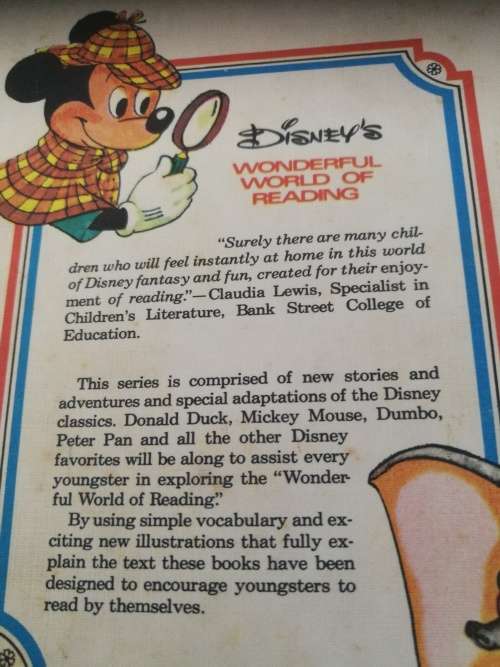 DISNEY'S
WONDERFUL
WORLD OF
READING
"Surely there are many chil-
dren who will feel instantly at home in this world
of Disney fantasy and fun, created for their enjoy-
ment of reading."—Claudia Lewis, Specialist in
Children's Literature, Bank Street College of
Education.
This series is comprised of new stories and
adventures and special adaptations of the Disney
classics. Donald Duck, Mickey Mouse, Dumbo,
Peter Pan and all the other Disney
favorites will be along to assist every
youngster in exploring the "Wonder-
ful World of Reading."
By using simple vocabulary and ex-
citing new illustrations that fully ex-
plain the text these books have been
designed to encourage youngsters to
read by themselves.